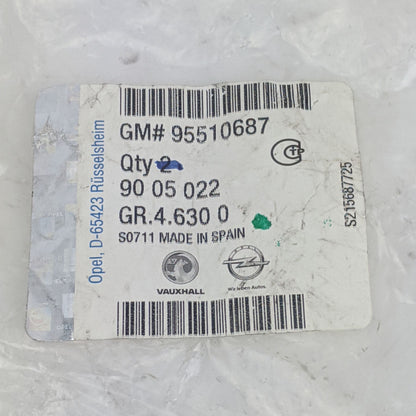 GM# 95510687
Qty 2
90 05 022
GR.4.630 0
S0711 MADE IN SPAIN
VAUXHALL
Wir leben Autos.
Opel, D-65423 Rüsselsheim
S215687725